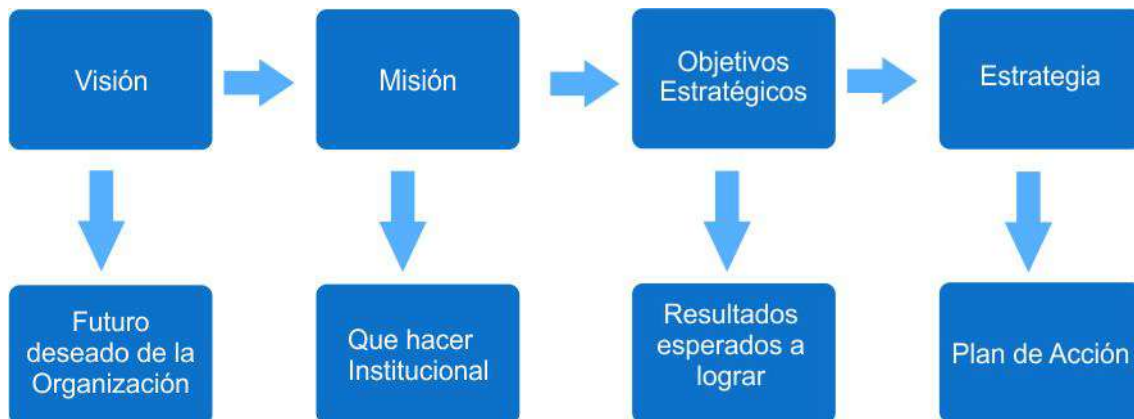 Visión
Misión
Objetivos
Estratégicos
Estrategia
Futuro
deseado de la
Organización
Que hacer
Institucional
Resultados
esperados a
lograr
Plan de Acción